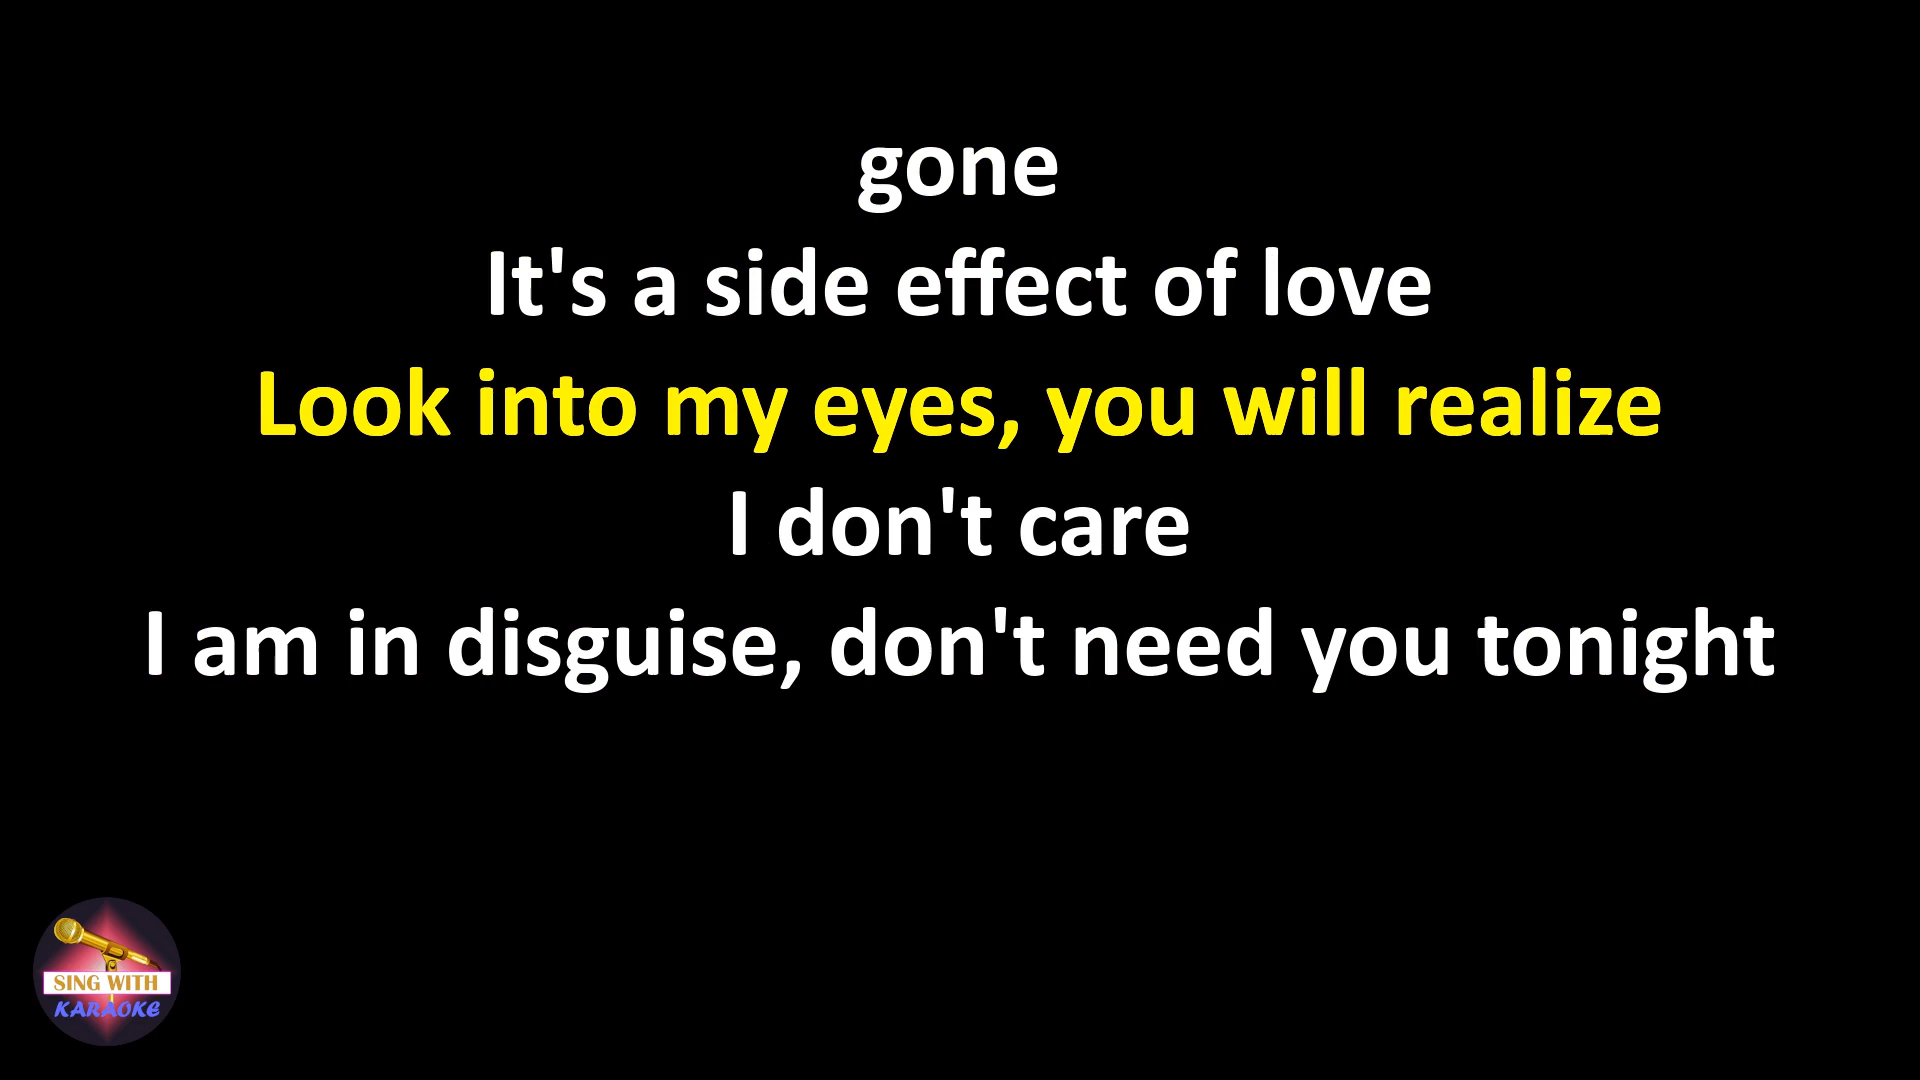 gone
It's a side effect of love
Look into my eyes, you will realize
I don't care
I am in disguise, don't need you tonight
SING WITH
KARAOKE